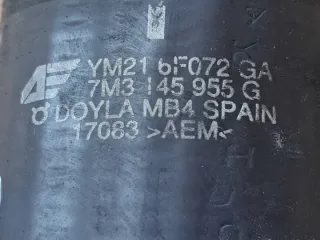 YM21 6F072 GA
7M3 145 955 G
DOYLA MB4 SPAIN
17083 >AEM<